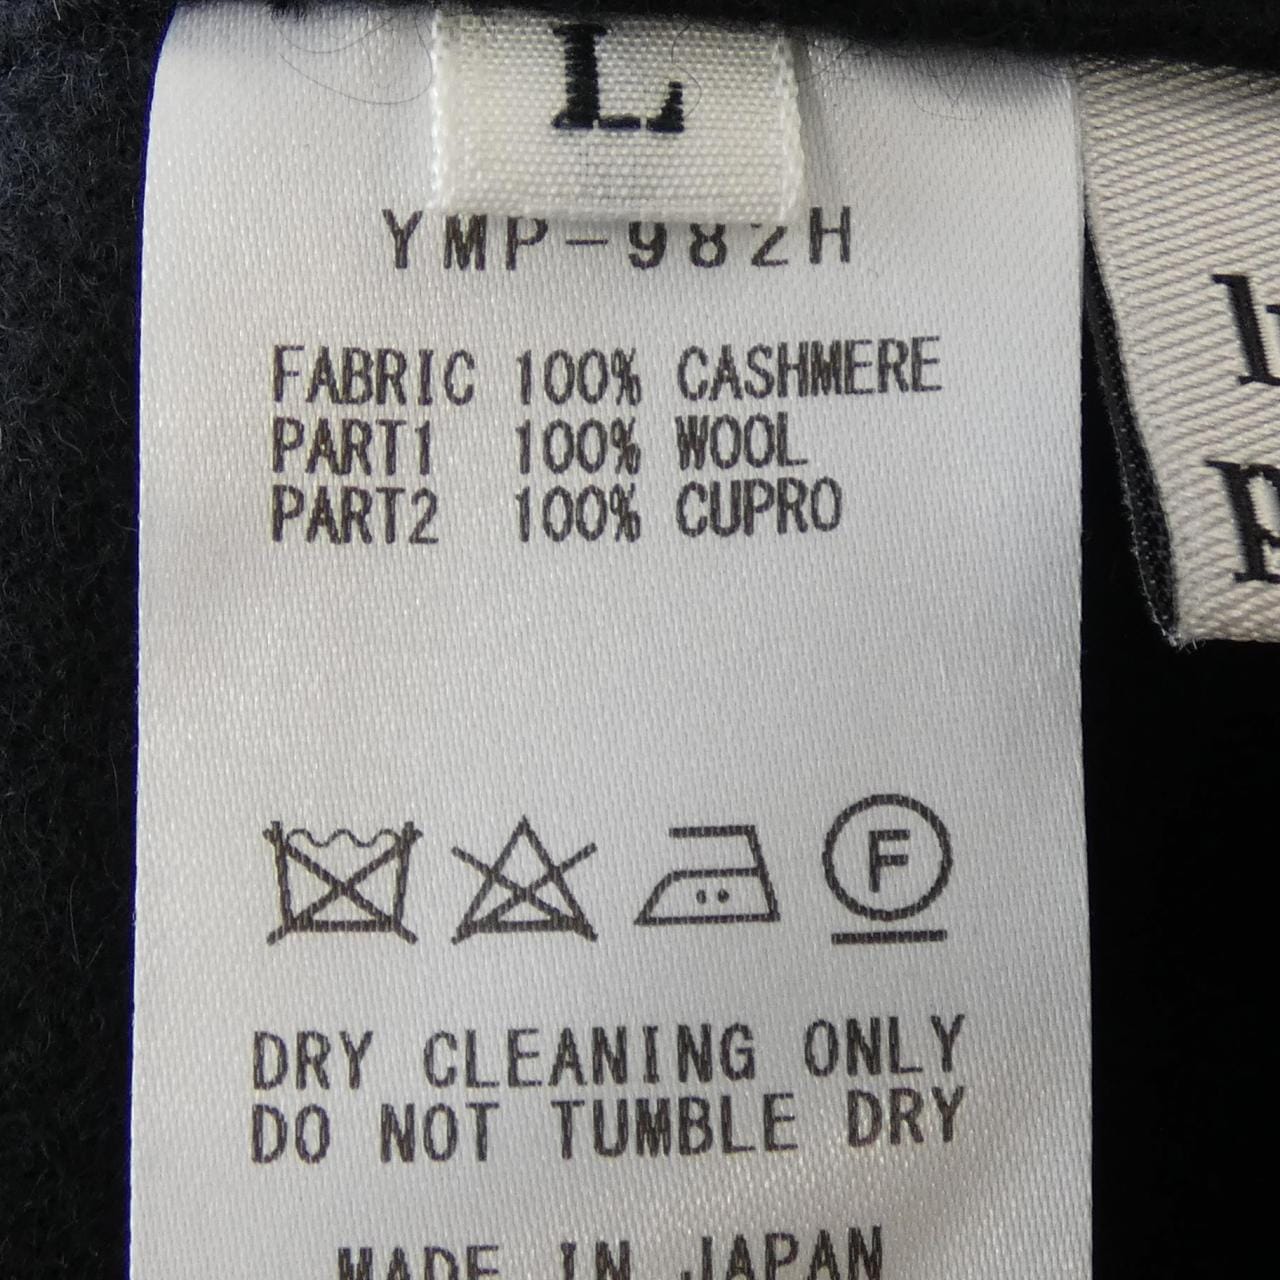 L
YMP-982H
FABRIC 100% CASHMERE
PART1 100% WOOL
PART2 100% CUPRO
F
DRY CLEANING ONLY
DO NOT TUMBLE DRY
MADE IN JAPAN